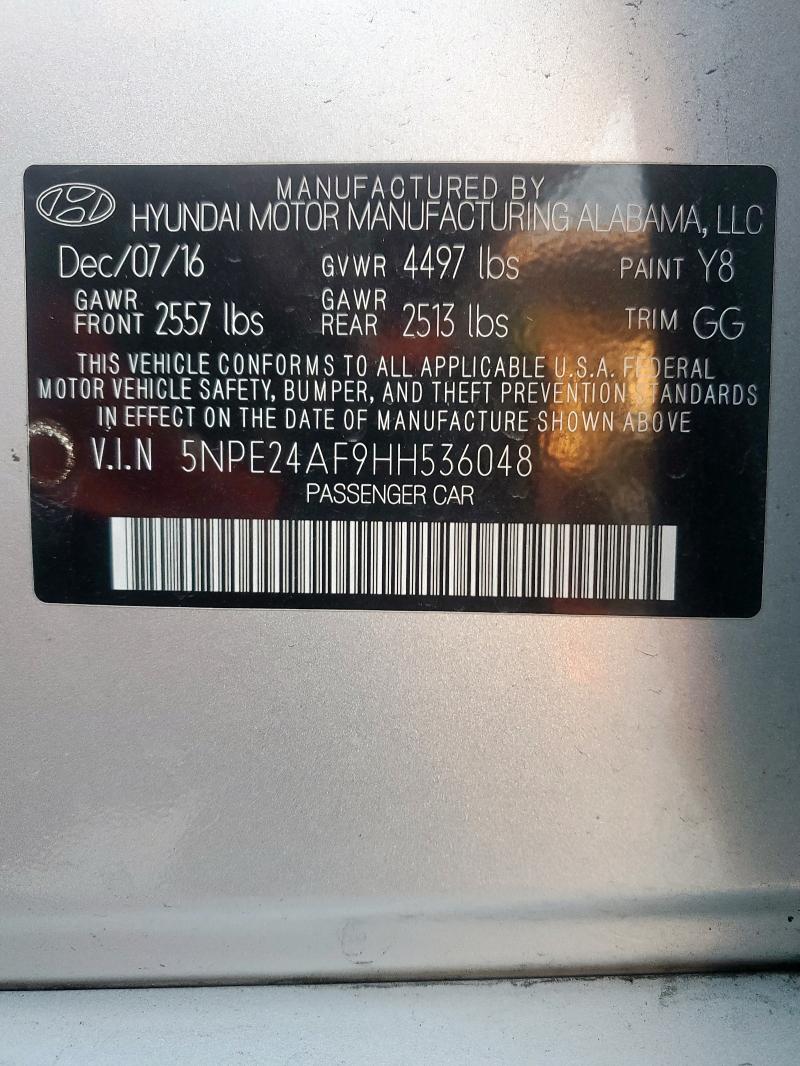 MANUFACTURED BY
HYUNDAI MOTOR MANUFACTURING ALABAMA, LLC
Dec/07/16 GVWR 4497 lbs PAINT Y8
GAWR FRONT 2557 lbs GAWR REAR 2513 lbs TRIM GG
THIS VEHICLE CONFORMS TO ALL APPLICABLE U.S.A. FEDERAL
MOTOR VEHICLE SAFETY, BUMPER, AND THEFT PREVENTION STANDARDS
IN EFFECT ON THE DATE OF MANUFACTURE SHOWN ABOVE.
V.I.N 5NPE24AF9HH536048
PASSENGER CAR